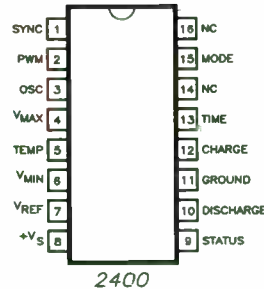 SYNC 1 16 NC
PWM 2 15 MODE
OSC 3 14 NC
VMAX 4 13 TIME
TEMP 5 12 CHARGE
VMIN 6 11 GROUND
VREF 7 10 DISCHARGE
+VS 8 9 STATUS
2400